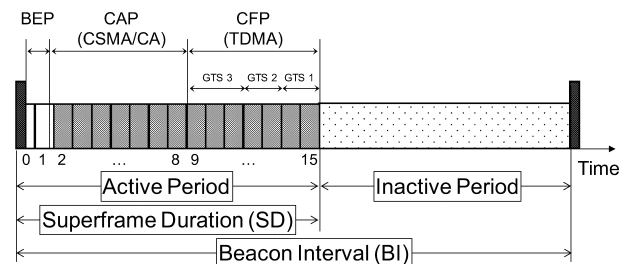 BEP CAP CFP
(CSMA/CA) (TDMA)
GTS 3 GTS 2 GTS 1
0 1 2 ... 8 9 ... 15
Time
Active Period Inactive Period
Superframe Duration (SD)
Beacon Interval (BI)